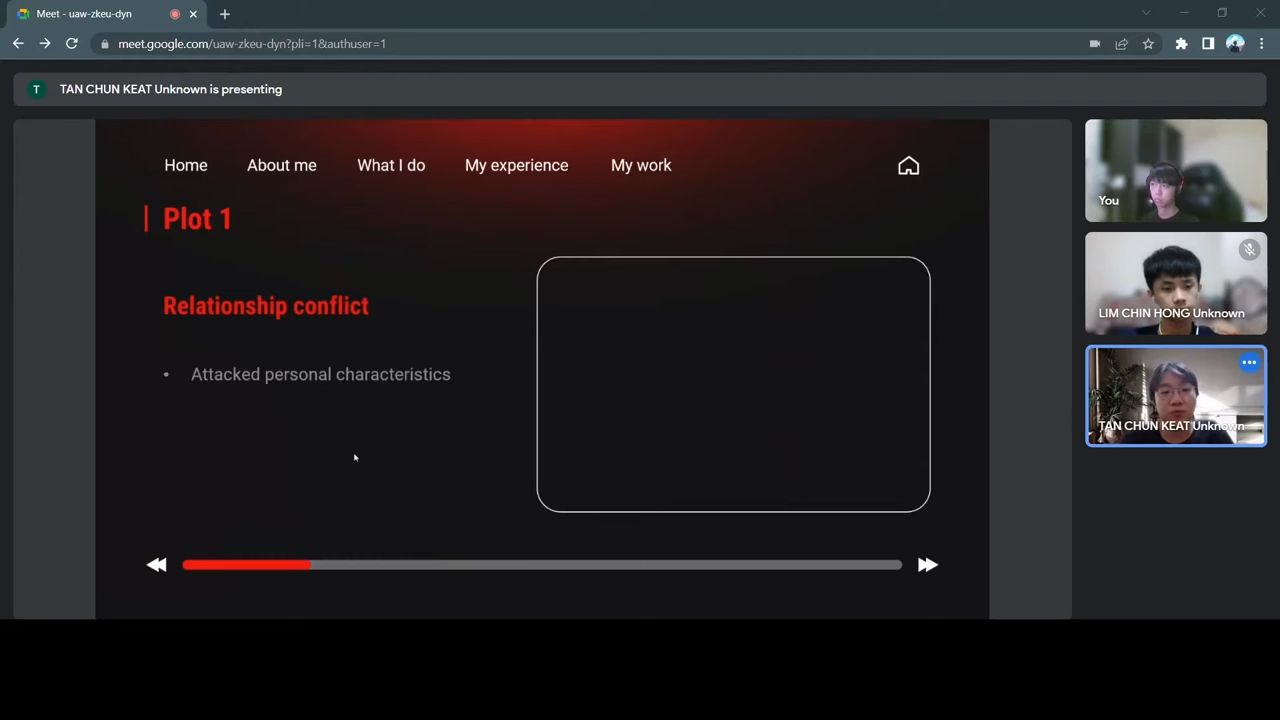 Meet - uaw-zkeu-dyn
meet.google.com/uaw-zkeu-dyn?pli=1&authuser=1
T TAN CHUN KEAT Unknown is presenting
Home About me What I do My experience My work
Plot 1
Relationship conflict
• Attacked personal characteristics
You
LIM CHIN HONG Unknown
TAN CHUN KEAT Unknown